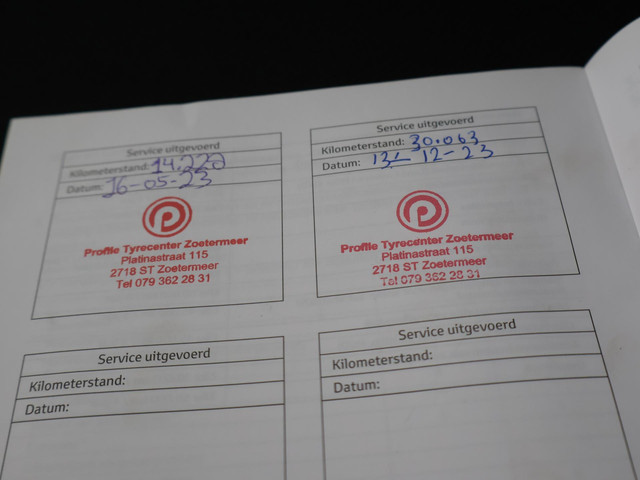 Service uitgevoerd
Kilometerstand: 14.220
Datum: 16-05-23
Profile Tyrecenter Zoetermeer
Platinastraat 115
2718 ST Zoetermeer
Tel 079 362 28 31
Service uitgevoerd
Kilometerstand: 30.063
Datum: 13-12-23
Profile Tyrecenter Zoetermeer
Platinastraat 115
2718 ST Zoetermeer
Tel 079 362 28 31
Service uitgevoerd
Kilometerstand:
Datum:
Service uitgevoerd
Kilometerstand:
Datum: